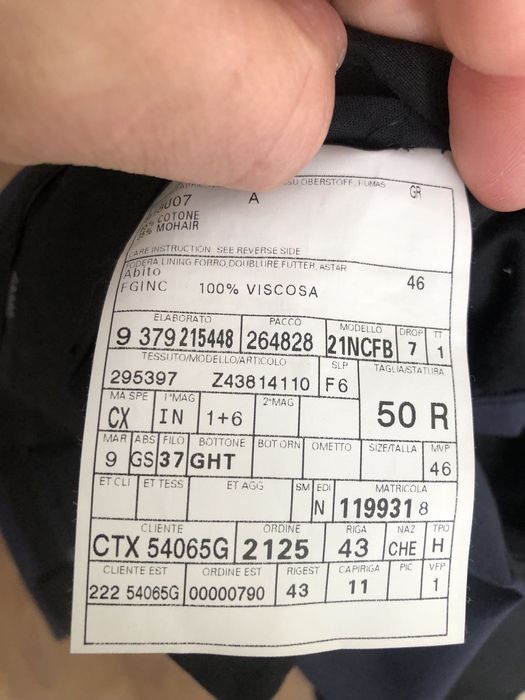 SU OBERSTOFF, KUMAS
GR
A
COTONE
MOHAIR
CARE INSTRUCTION SEE REVERSE SIDE
FODERA, LINING FORRO, DOUBLURE FUTTER, ASTAR
Abito
46
FGINC 100% VISCOSA
ELABORATO PACCO MODELLO DROP TT
9 379 215448 264828 21NCFB 7 1
TESSUTO/MODELLO/ARTICOLO SLP TAGLIA/STATURA
295397 Z43814110 F6
50 R
MA SPE 1°MAG 2°MAG
CX IN 1+6
MAR ABS FILO BOTTONE BOT ORN OMETTO SIZE/TALLA MVP
9 GS 37 GHT 46
ET CLI ET TESS ET AGG SM EDI MATRICOLA
N 119931 8
CLIENTE ORDINE RIGA NAZ TPO
CTX 54065G 2125 43 CHE H
CLIENTE EST ORDINE EST RIGEST CAPIRIGA PIC VFP
222 54065G 00000790 43 11 1